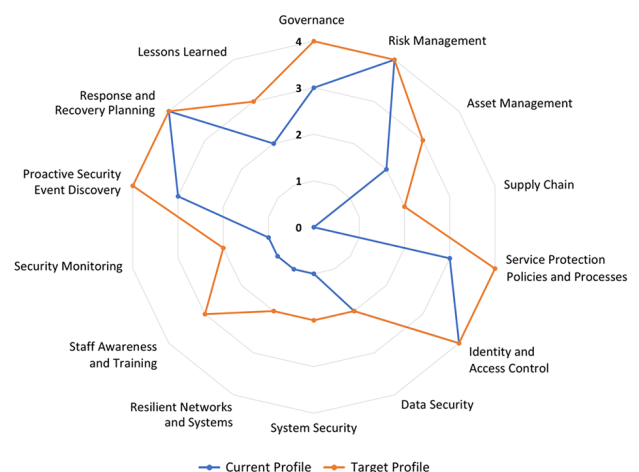 Governance
4
Risk Management
Lessons Learned
3
Response and
Recovery Planning
Asset Management
2
Proactive Security
Event Discovery
1
Supply Chain
0
Security Monitoring
Service Protection
Policies and Processes
Staff Awareness
and Training
Identity and
Access Control
Resilient Networks
and Systems
Data Security
System Security
Current Profile
Target Profile